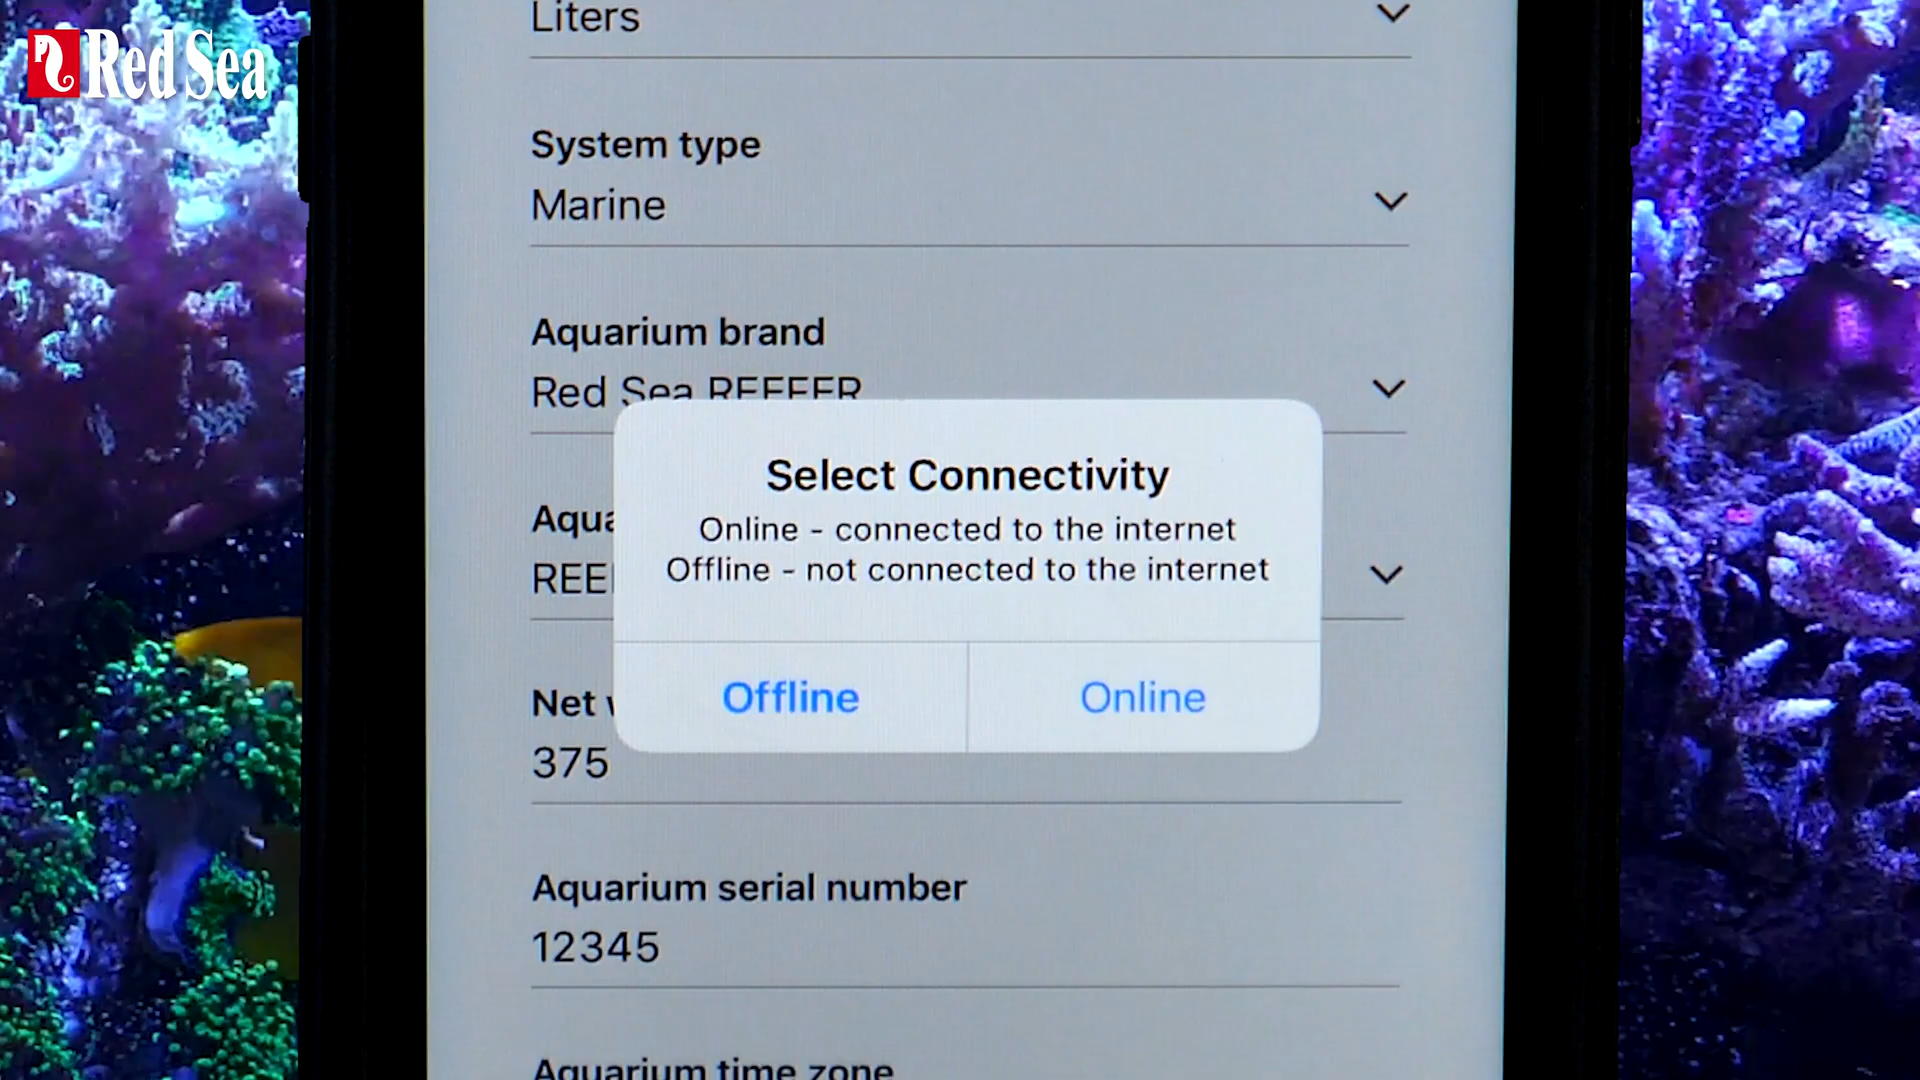 Red Sea
Liters
System type
Marine
Aquarium brand
Red Sea REEFER
Select Connectivity
Online - connected to the internet
Offline - not connected to the internet
Offline
Online
Net
375
Aquarium serial number
12345
Aquarium time zone